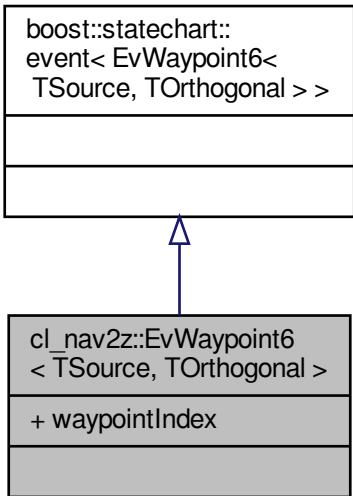 boost::statechart::
event< EvWaypoint6<
TSource, TOrthogonal > >
cl_nav2z::EvWaypoint6
< TSource, TOrthogonal >
+ waypointIndex